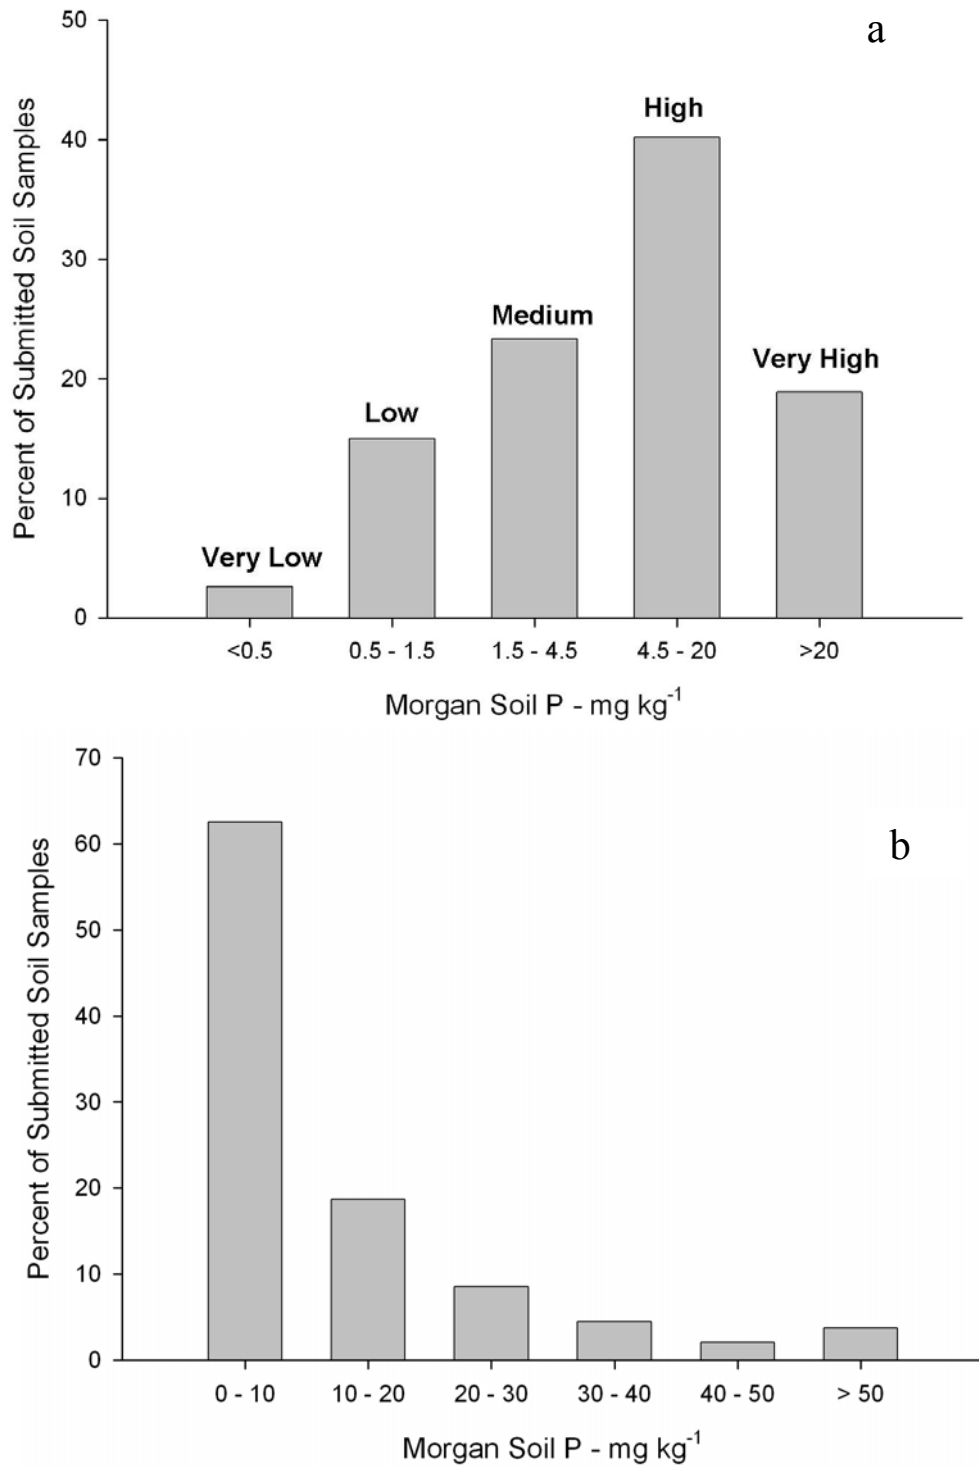 a
50
40
30
20
10
0
Percent of Submitted Soil Samples
Very Low
Low
Medium
High
Very High
<0.5 0.5 - 1.5 1.5 - 4.5 4.5 - 20 >20
Morgan Soil P - mg kg⁻¹
b
70
60
50
40
30
20
10
0
Percent of Submitted Soil Samples
0 - 10 10 - 20 20 - 30 30 - 40 40 - 50 > 50
Morgan Soil P - mg kg⁻¹